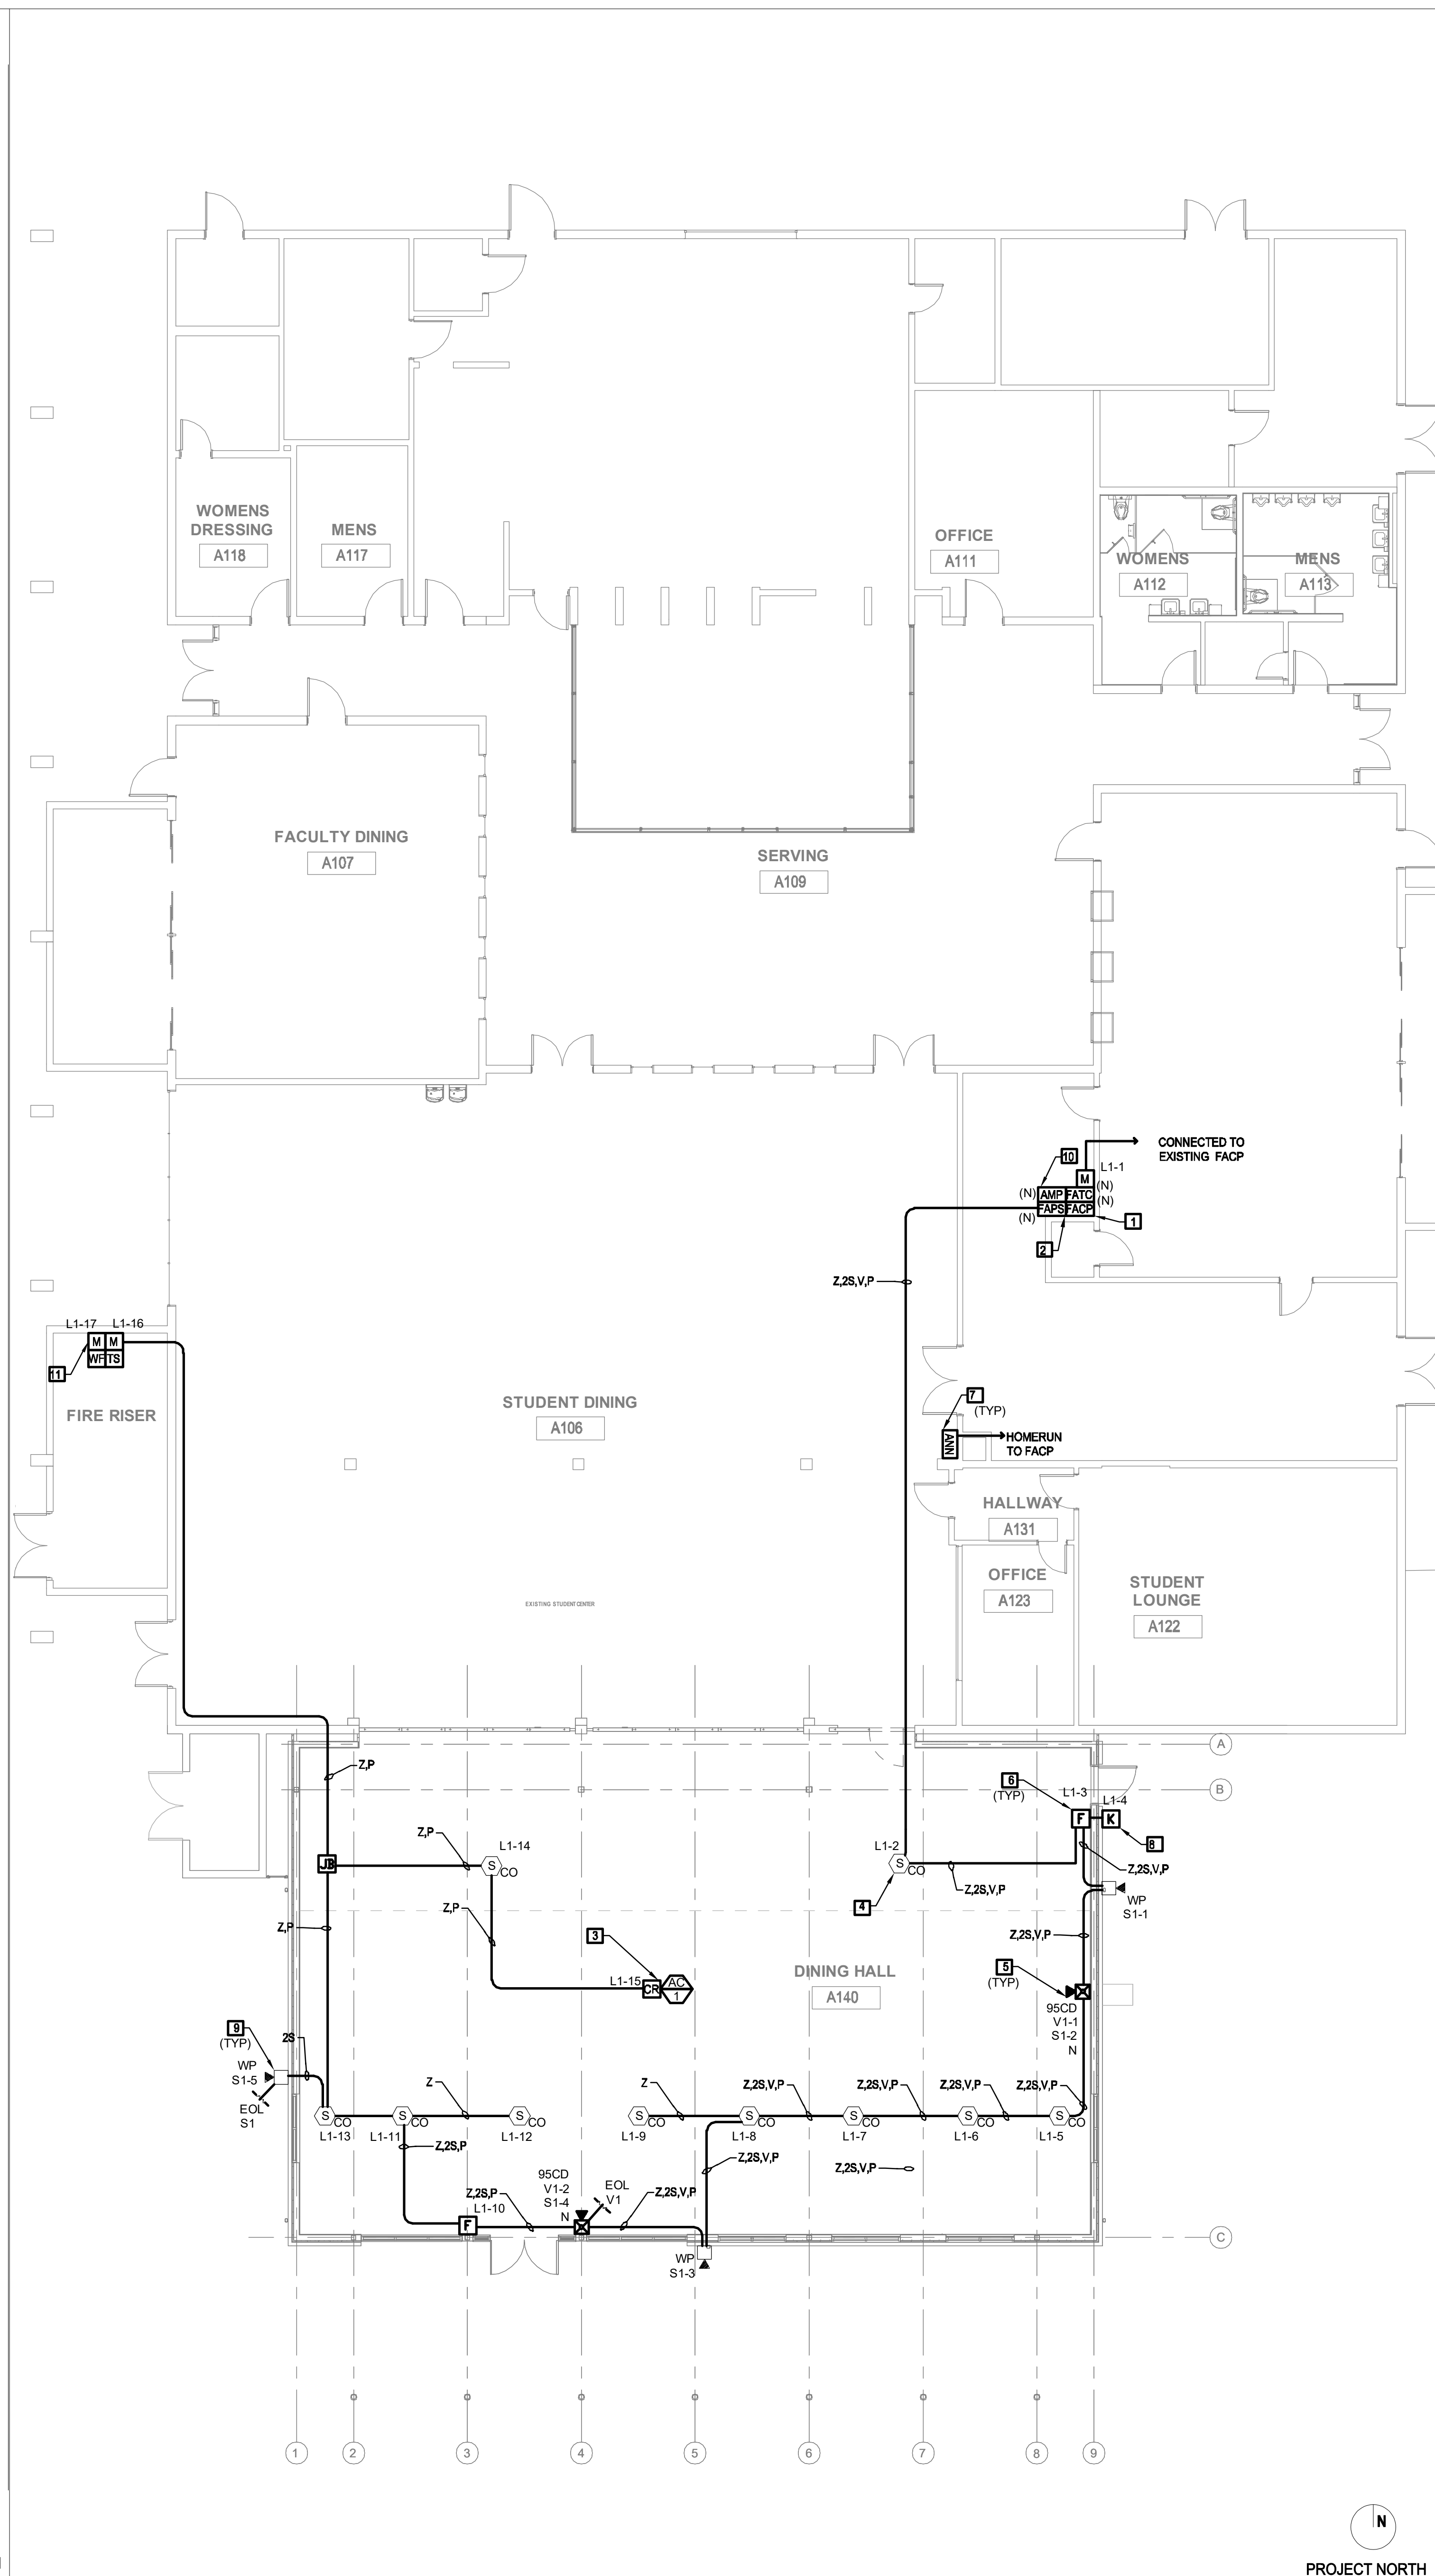 WOMENS
DRESSING
A118
MENS
A117
OFFICE
A111
WOMENS
A112
MENS
A113
FACULTY DINING
A107
SERVING
A109
CONNECTED TO
EXISTING FACP
10
L1-1
M
(N)
(N) AMP FATC
(N)
FAPS FACP
(N)
1
2
Z,2S,V,P
L1-17 L1-16
M M
WF TS
11
FIRE RISER
STUDENT DINING
A106
7
(TYP)
ANN
HOMERUN
TO FACP
HALLWAY
A131
OFFICE
A123
STUDENT
LOUNGE
A122
EXISTING STUDENT CENTER
A
B
Z,P
6
(TYP)
L1-3
L1-4
F
K
8
Z,P
L1-14
JB
S
CO
L1-2
S
CO
Z,2S,V,P
Z,2S,V,P
4
WP
S1-1
Z,P
Z,P
3
Z,2S,V,P
DINING HALL
A140
5
(TYP)
L1-15
CR
AC
1
95CD
V1-1
S1-2
N
9
(TYP)
2S
WP
S1-5
EOL
S1
Z
Z
Z,2S,V,P
Z,2S,V,P
Z,2S,V,P
Z,2S,V,P
S
CO
S
CO
S
CO
S
CO
S
CO
S
CO
S
CO
S
CO
L1-13
L1-11
L1-12
L1-9
L1-8
L1-7
L1-6
L1-5
Z,2S,P
Z,2S,V,P
Z,2S,V,P
Z,2S,P
L1-10
F
95CD
V1-2
S1-4
N
EOL
V1
Z,2S,V,P
C
WP
S1-3
1
2
3
4
5
6
7
8
9
N
PROJECT NORTH